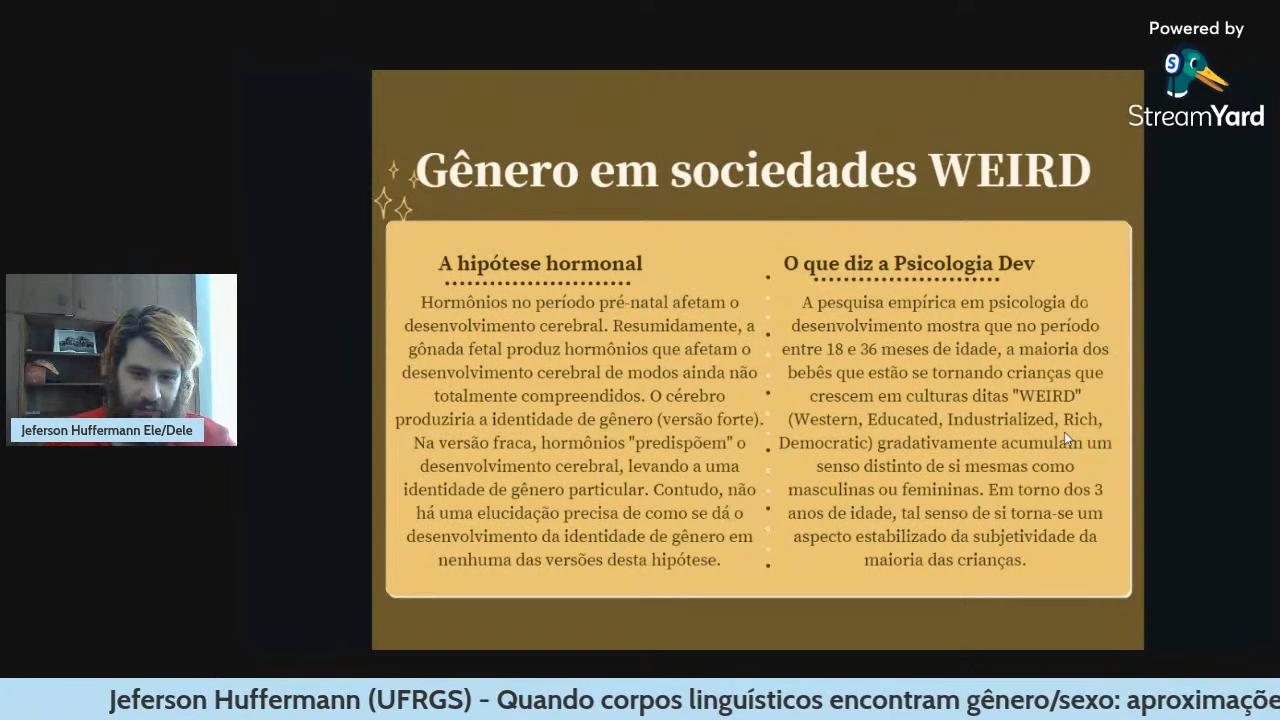 Powered by
StreamYard
Gênero em sociedades WEIRD
A hipótese hormonal
Hormônios no período pré-natal afetam o
desenvolvimento cerebral. Resumidamente, a
gônada fetal produz hormônios que afetam o
desenvolvimento cerebral de modos ainda não
totalmente compreendidos. O cérebro
produziria a identidade de gênero (versão forte).
Na versão fraca, hormônios "predispõem" o
desenvolvimento cerebral, levando a uma
identidade de gênero particular. Contudo, não
há uma elucidação precisa de como se dá o
desenvolvimento da identidade de gênero em
nenhuma das versões desta hipótese.
O que diz a Psicologia Dev
A pesquisa empírica em psicologia do
desenvolvimento mostra que no período
entre 18 e 36 meses de idade, a maioria dos
bebês que estão se tornando crianças que
crescem em culturas ditas "WEIRD"
(Western, Educated, Industrialized, Rich,
Democratic) gradativamente acumulam um
senso distinto de si mesmas como
masculinas ou femininas. Em torno dos 3
anos de idade, tal senso de si torna-se um
aspecto estabilizado da subjetividade da
maioria das crianças.
Jeferson Huffermann Ele/Dele
Jeferson Huffermann (UFRGS) - Quando corpos linguísticos encontram gênero/sexo: aproximaçõe